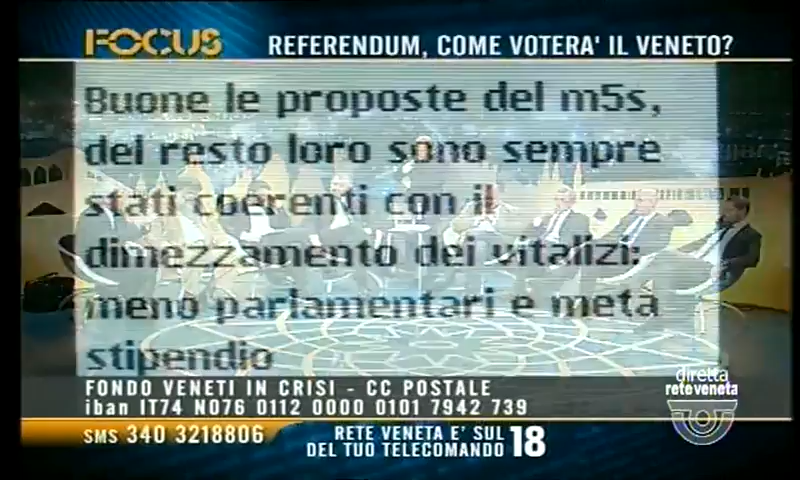 FOCUS
REFERENDUM, COME VOTERA' IL VENETO?
Buone le proposte del m5s,
del resto loro sono sempre
stati coerenti con il
dimezzamento dei vitalizi:
meno parlamentari e metà
stipendio
FONDO VENETI IN CRISI - CC POSTALE
iban IT74 N076 0112 0000 0101 7942 739
diretta
reteveneta
SMS 340 3218806
RETE VENETA E' SUL
DEL TUO TELECOMANDO 18